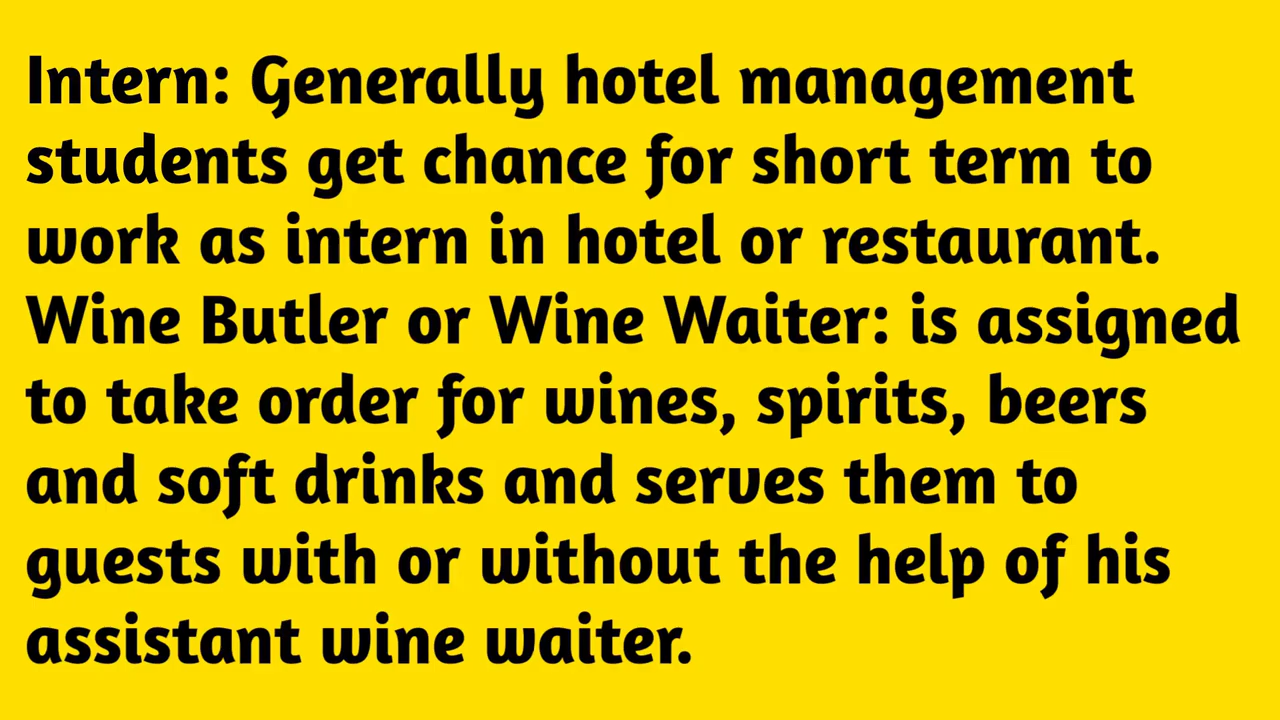 Intern: Generally hotel management
students get chance for short term to
work as intern in hotel or restaurant.
Wine Butler or Wine Waiter: is assigned
to take order for wines, spirits, beers
and soft drinks and serves them to
guests with or without the help of his
assistant wine waiter.